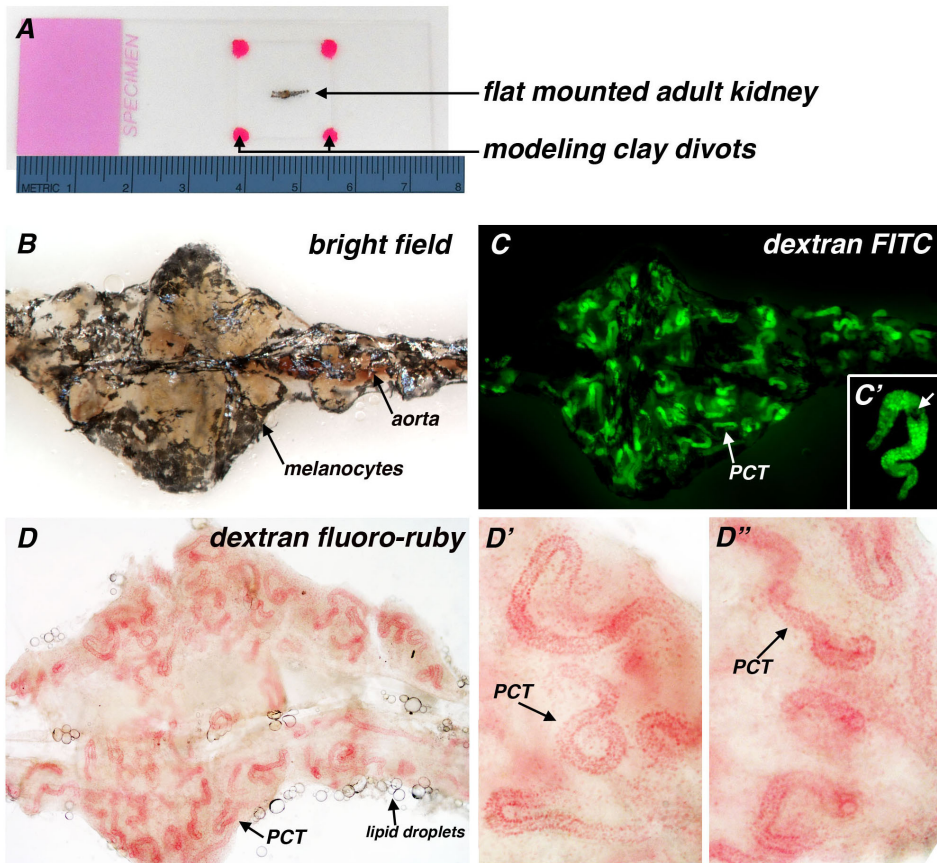 A
SPECIMEN
flat mounted adult kidney
modeling clay divots
METRIC 1 2 3 4 5 6 7 8
B bright field
aorta
melanocytes
C dextran FITC
PCT
C'
D dextran fluoro-ruby
PCT
lipid droplets
D'
PCT
D"
PCT